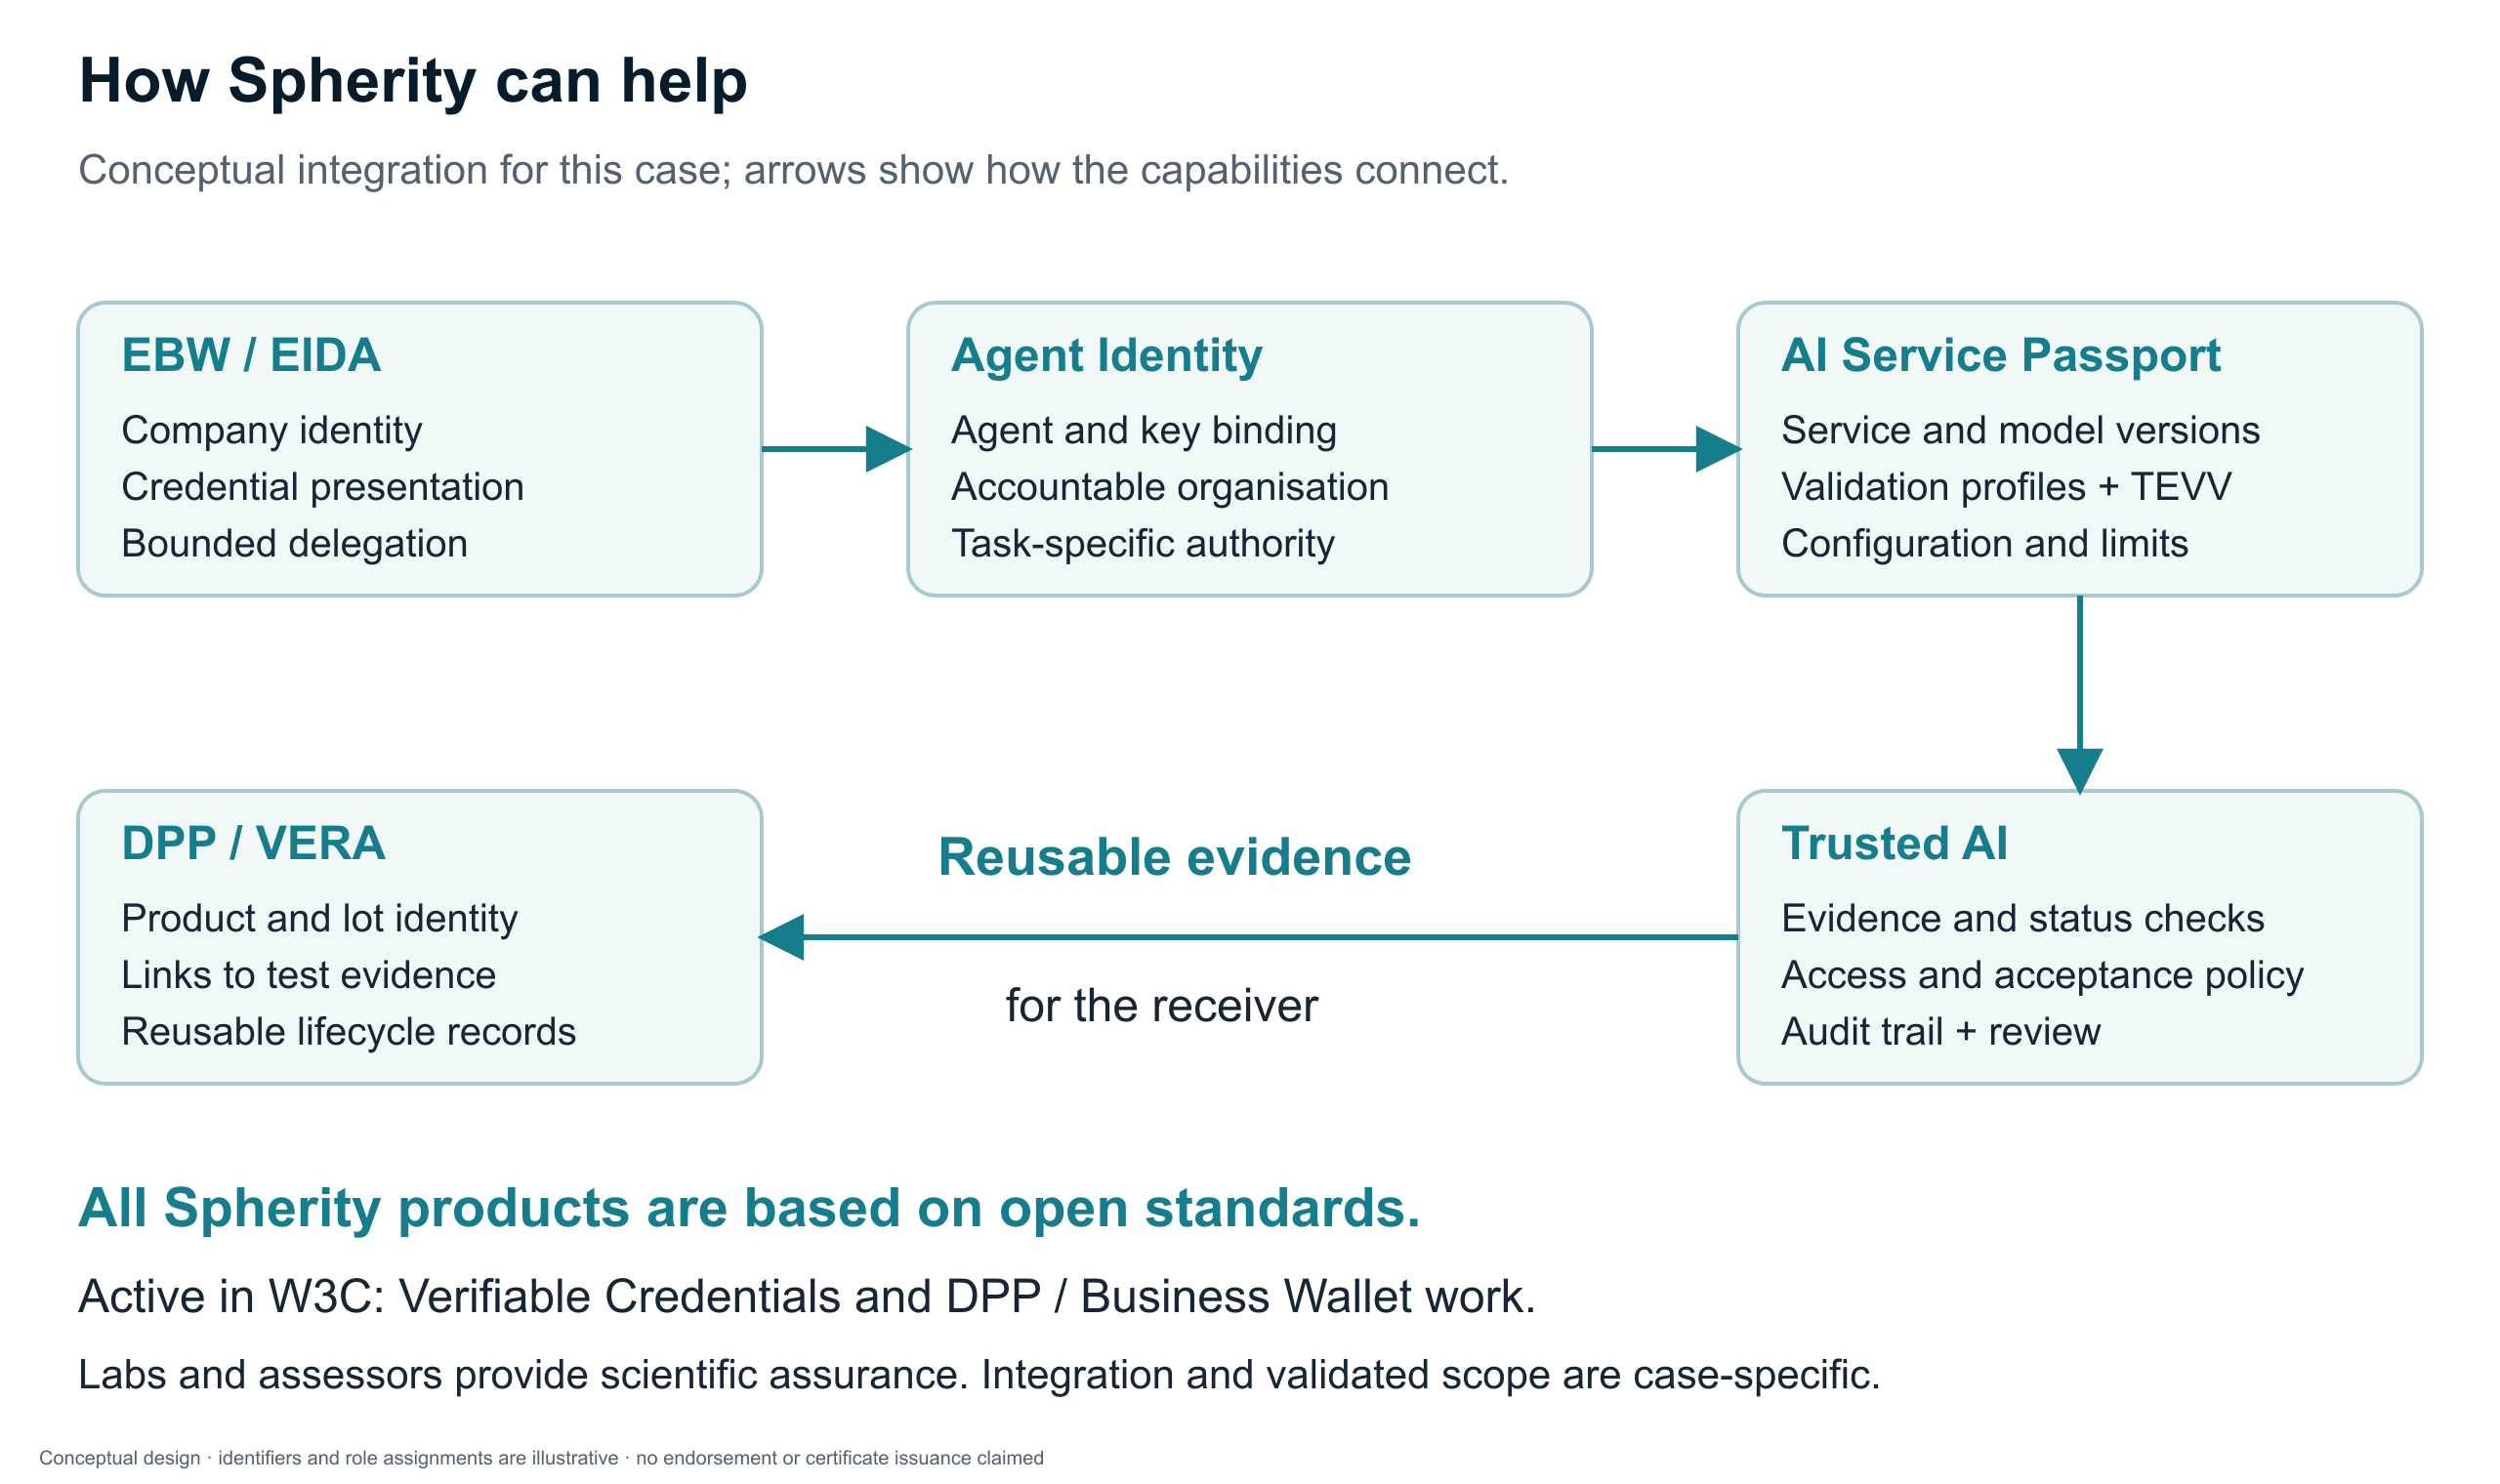 How Spherity can help
Conceptual integration for this case; arrows show how the capabilities connect.
EBW / EIDA
Company identity
Credential presentation
Bounded delegation
Agent Identity
Agent and key binding
Accountable organisation
Task-specific authority
AI Service Passport
Service and model versions
Validation profiles + TEVV
Configuration and limits
DPP / VERA
Product and lot identity
Links to test evidence
Reusable lifecycle records
Reusable evidence
for the receiver
Trusted AI
Evidence and status checks
Access and acceptance policy
Audit trail + review
All Spherity products are based on open standards.
Active in W3C: Verifiable Credentials and DPP / Business Wallet work.
Labs and assessors provide scientific assurance. Integration and validated scope are case-specific.
Conceptual design · identifiers and role assignments are illustrative · no endorsement or certificate issuance claimed